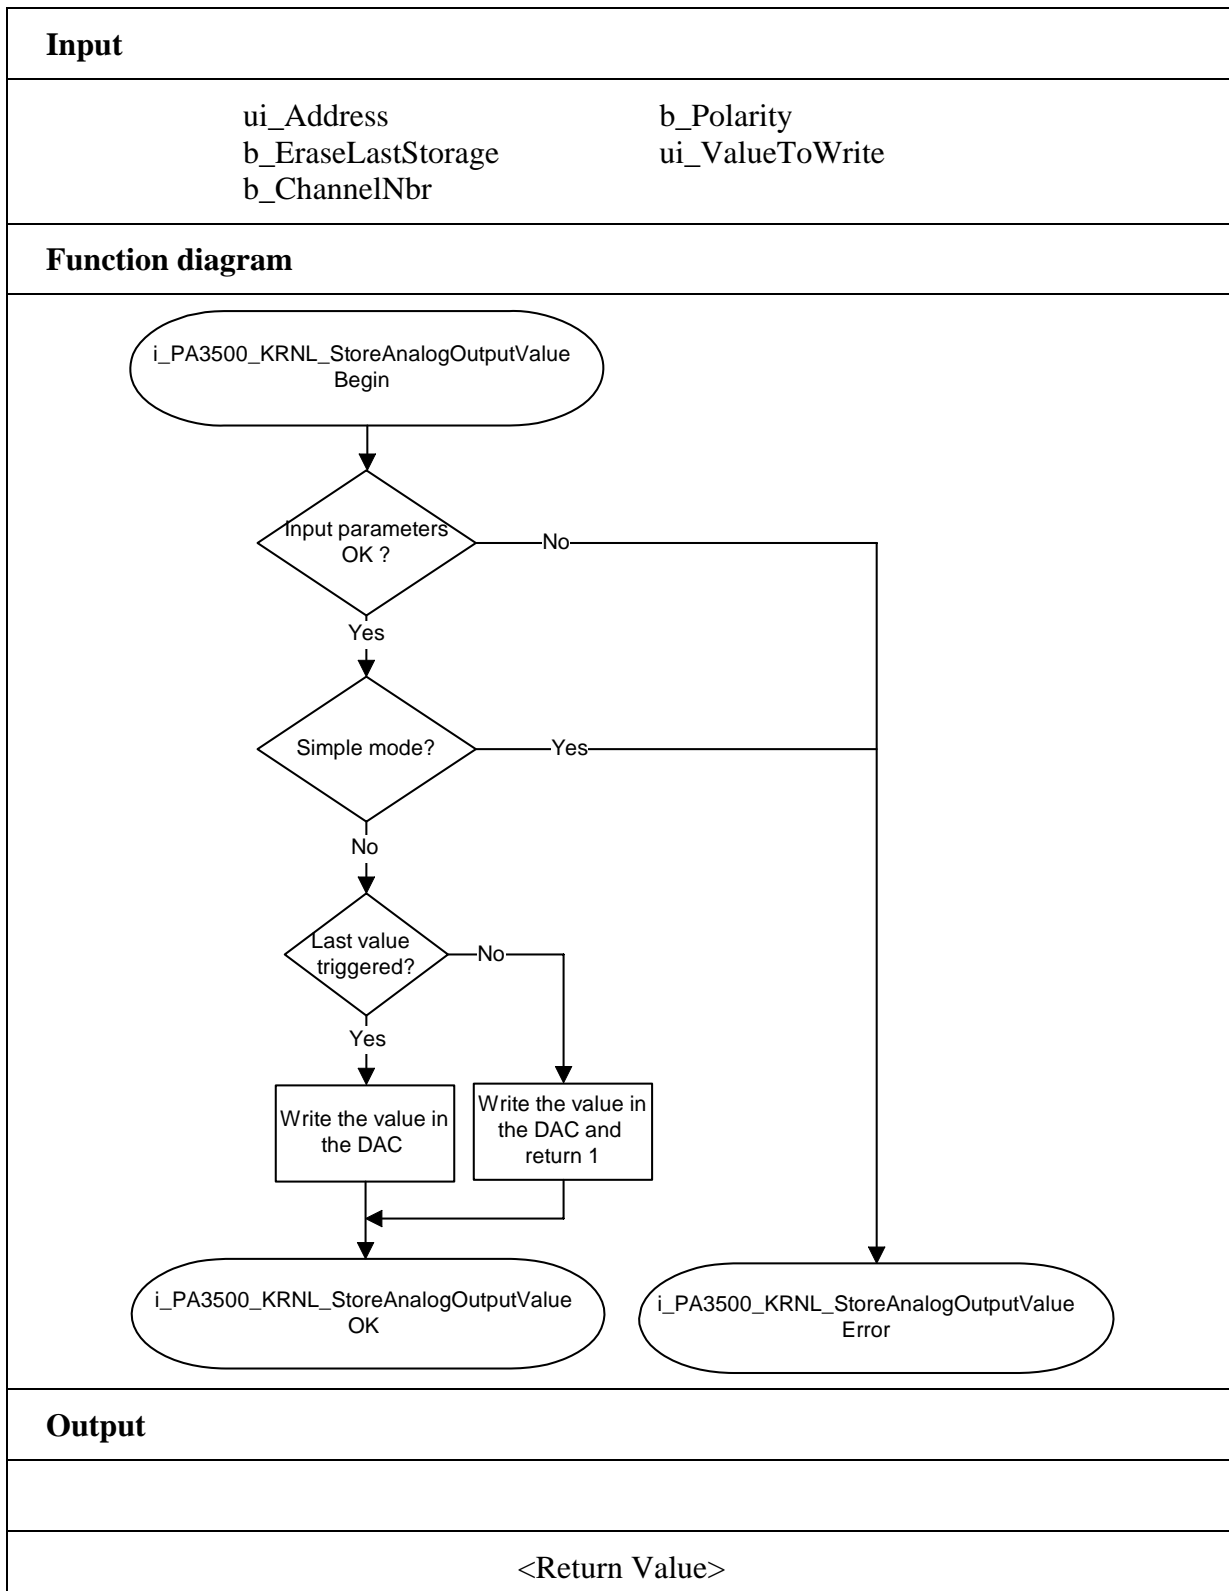 Input
ui_Address b_Polarity
b_EraseLastStorage ui_ValueToWrite
b_ChannelNbr
Function diagram
i_PA3500_KRNL_StoreAnalogOutputValue
Begin
Input parameters
OK ?
No
Yes
Simple mode?
Yes
No
Last value
triggered?
No
Yes
Write the value in
the DAC
Write the value in
the DAC and
return 1
i_PA3500_KRNL_StoreAnalogOutputValue
OK
i_PA3500_KRNL_StoreAnalogOutputValue
Error
Output
<Return Value>